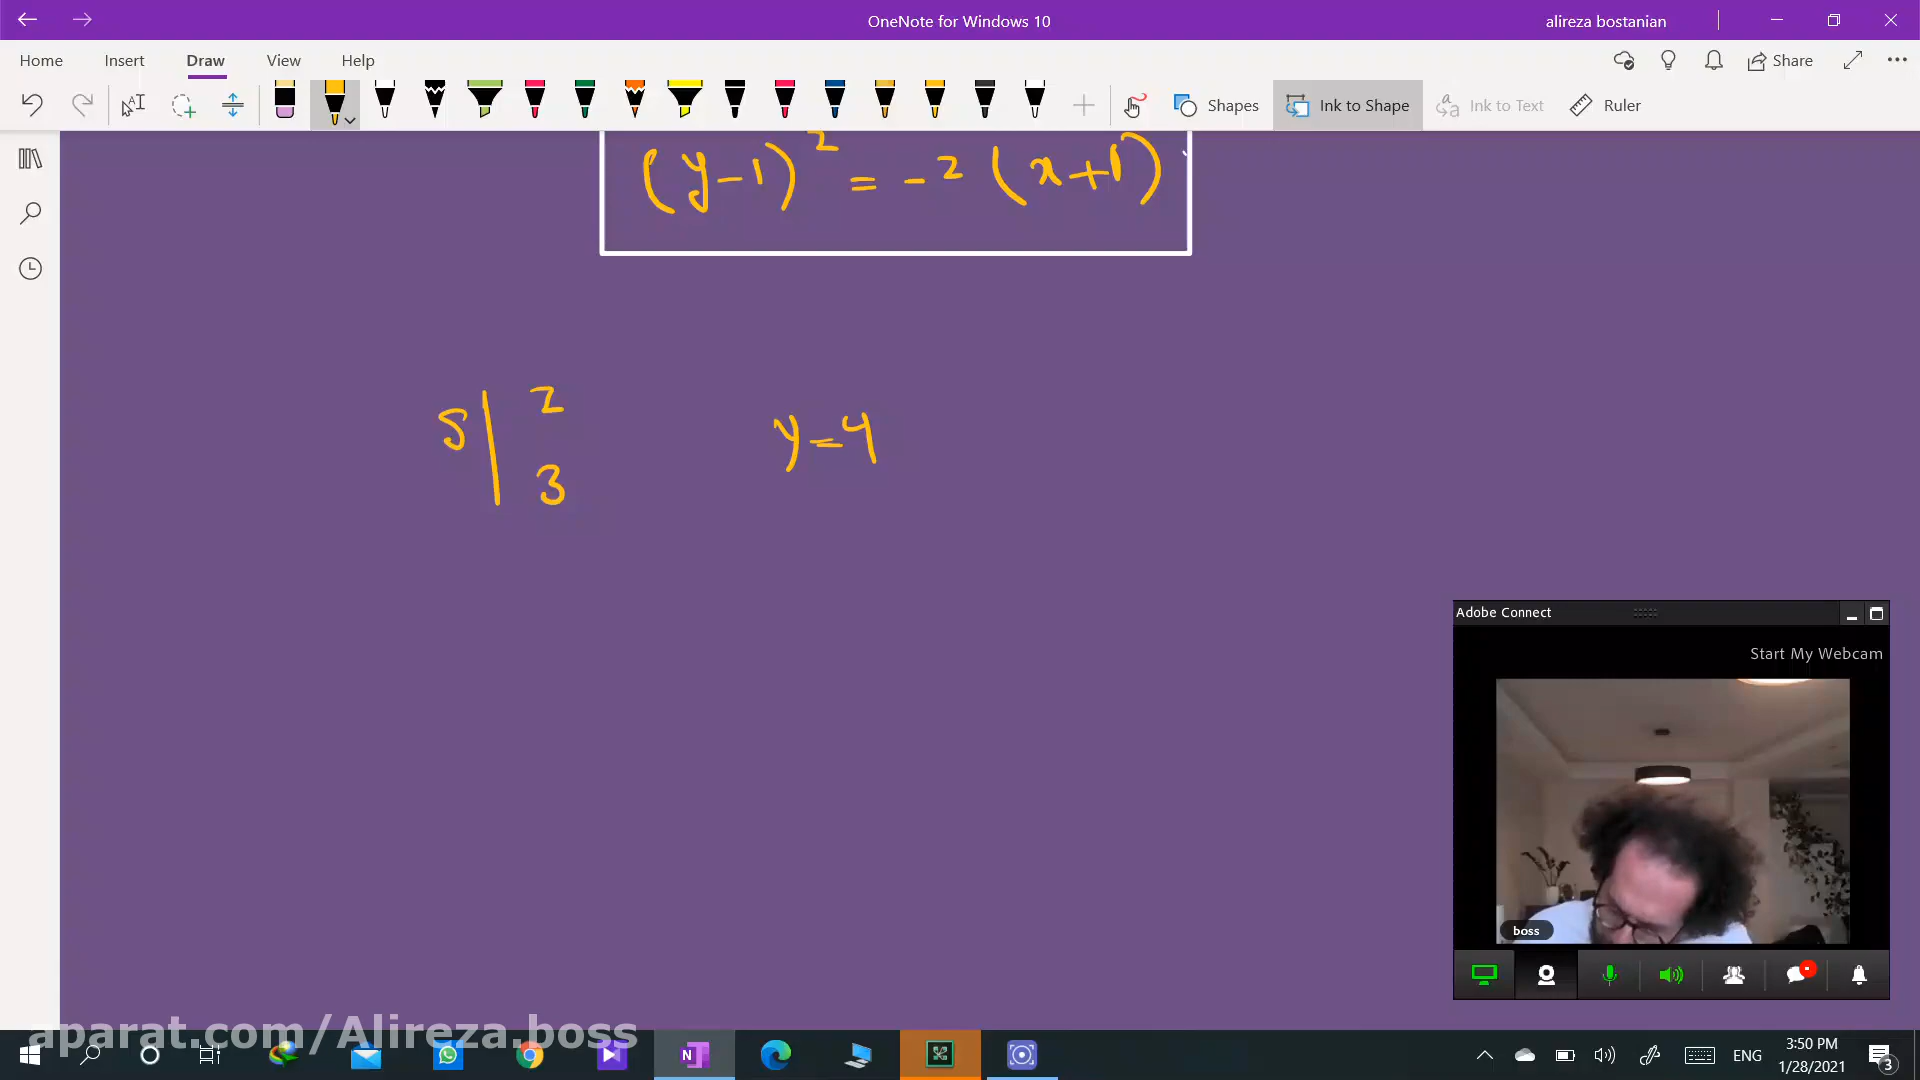 OneNote for Windows 10
alireza bostanian
Home Insert Draw View Help
Share
Shapes
Ink to Shape
Ink to Text
Ruler
(y-1)² = -2 (x+1)
S | 2
3
y=4
Adobe Connect
Start My Webcam
boss
aparat.com/Alireza.boss
ENG
3:50 PM
1/28/2021
3